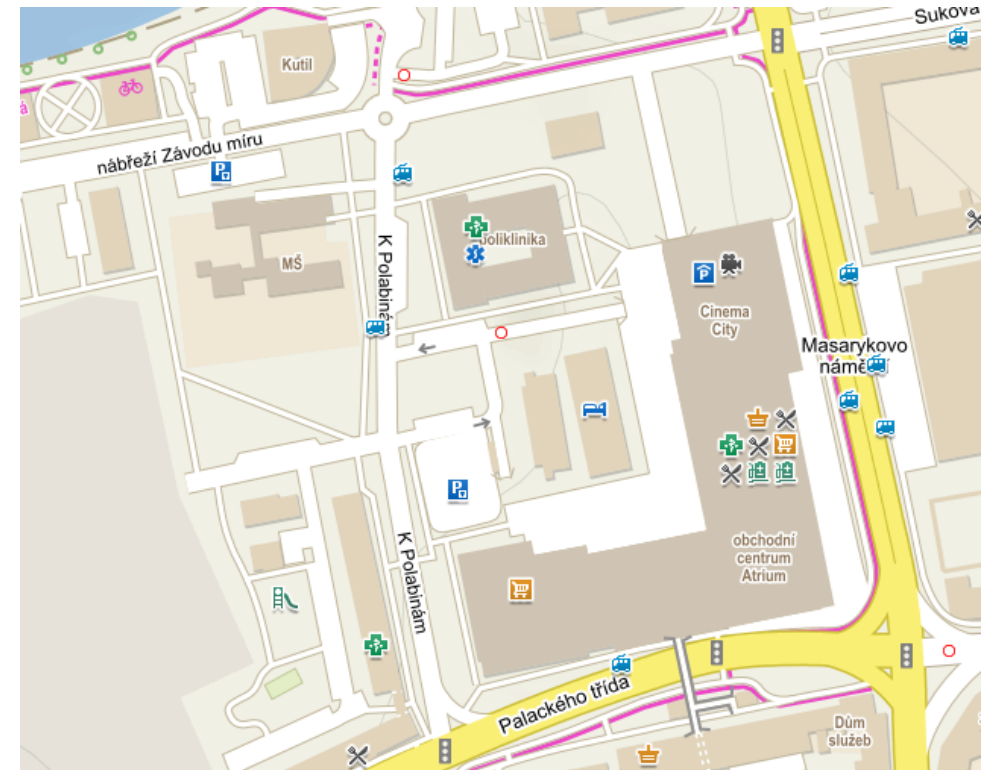 Sukova
Kutil
nábřeží Závodu míru
K Polabinám
MŠ
poliklinika
Cinema
City
Masarykovo
P
P
P
K Polabinám
obchodní
centrum
Atrium
Palackého třída
Dům
služeb